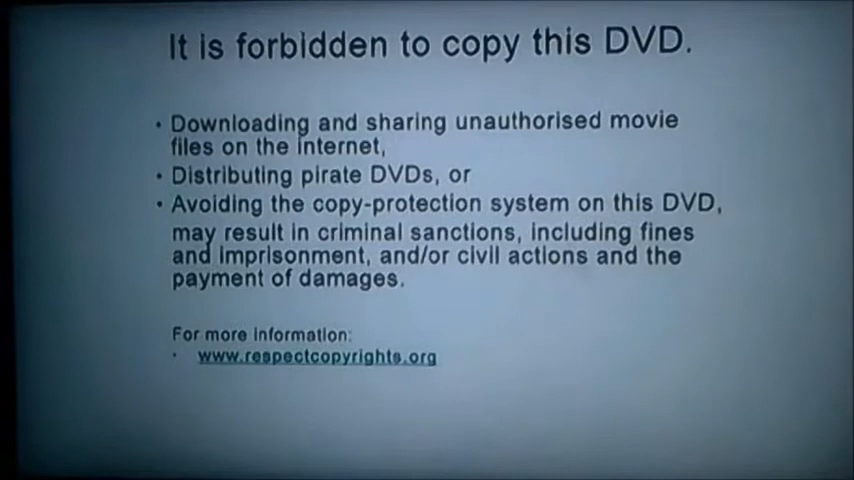 It is forbidden to copy this DVD.
• Downloading and sharing unauthorised movie
files on the internet,
• Distributing pirate DVDs, or
• Avoiding the copy-protection system on this DVD,
may result in criminal sanctions, including fines
and imprisonment, and/or civil actions and the
payment of damages.
For more information:
• www.respectcopyrights.org